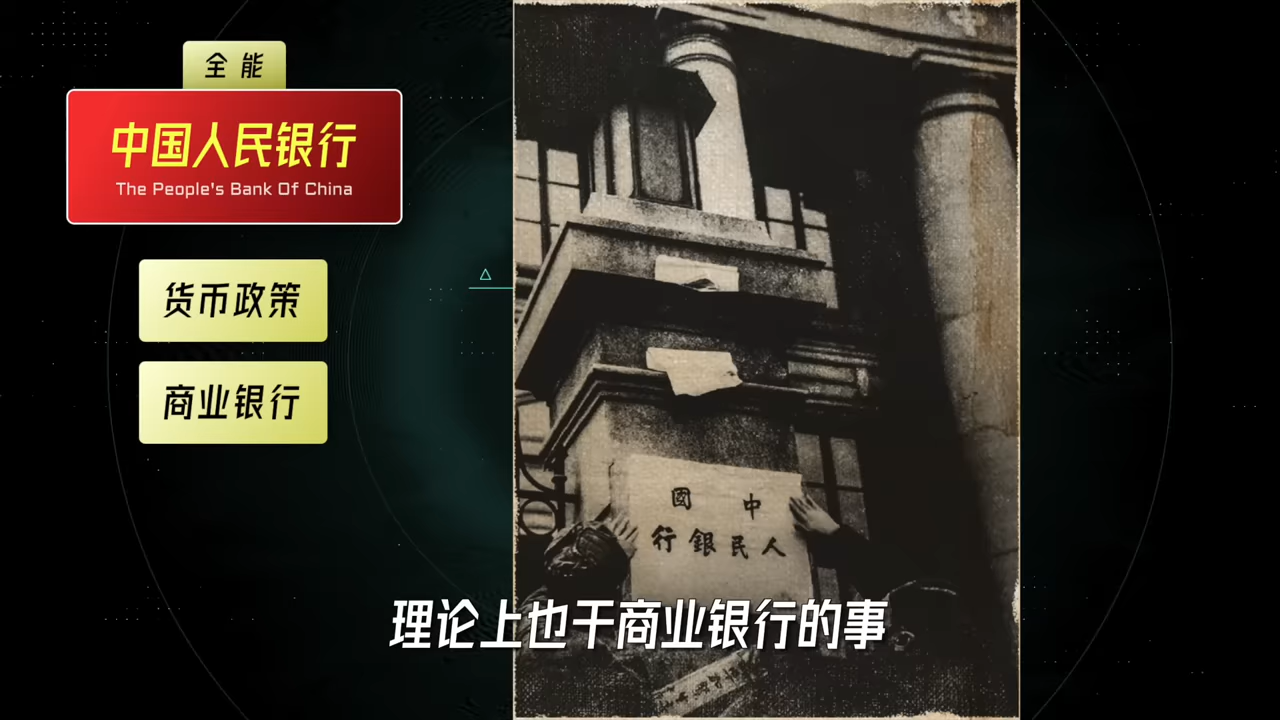 全能
中国人民银行
The People's Bank Of China
货币政策
商业银行
中國
人民銀行
理论上也干商业银行的事